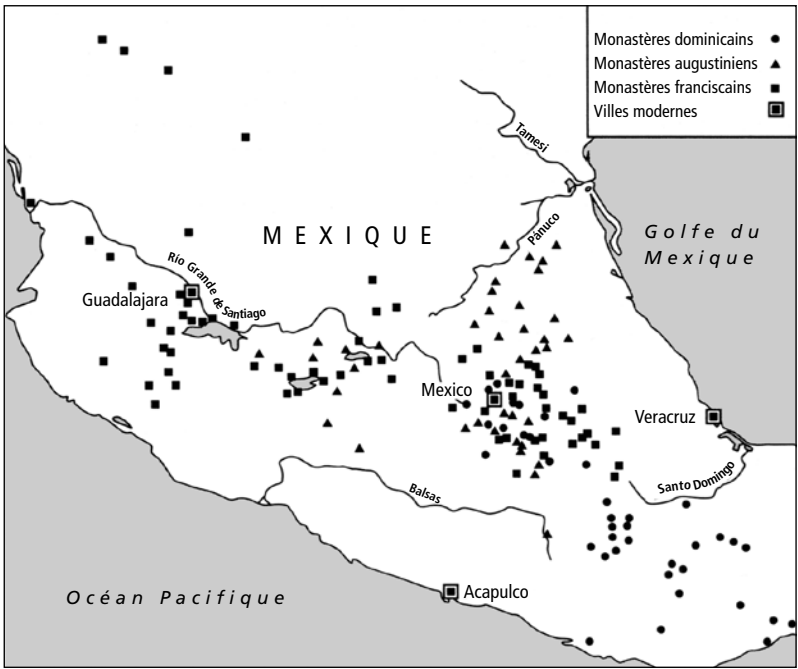 Monastères dominicains
Monastères augustiniens
Monastères franciscains
Villes modernes
Tamesi
Pánuco
MEXIQUE
Golfe du
Mexique
Río Grande de Santiago
Guadalajara
Mexico
Veracruz
Santo Domingo
Balsas
Acapulco
Océan Pacifique